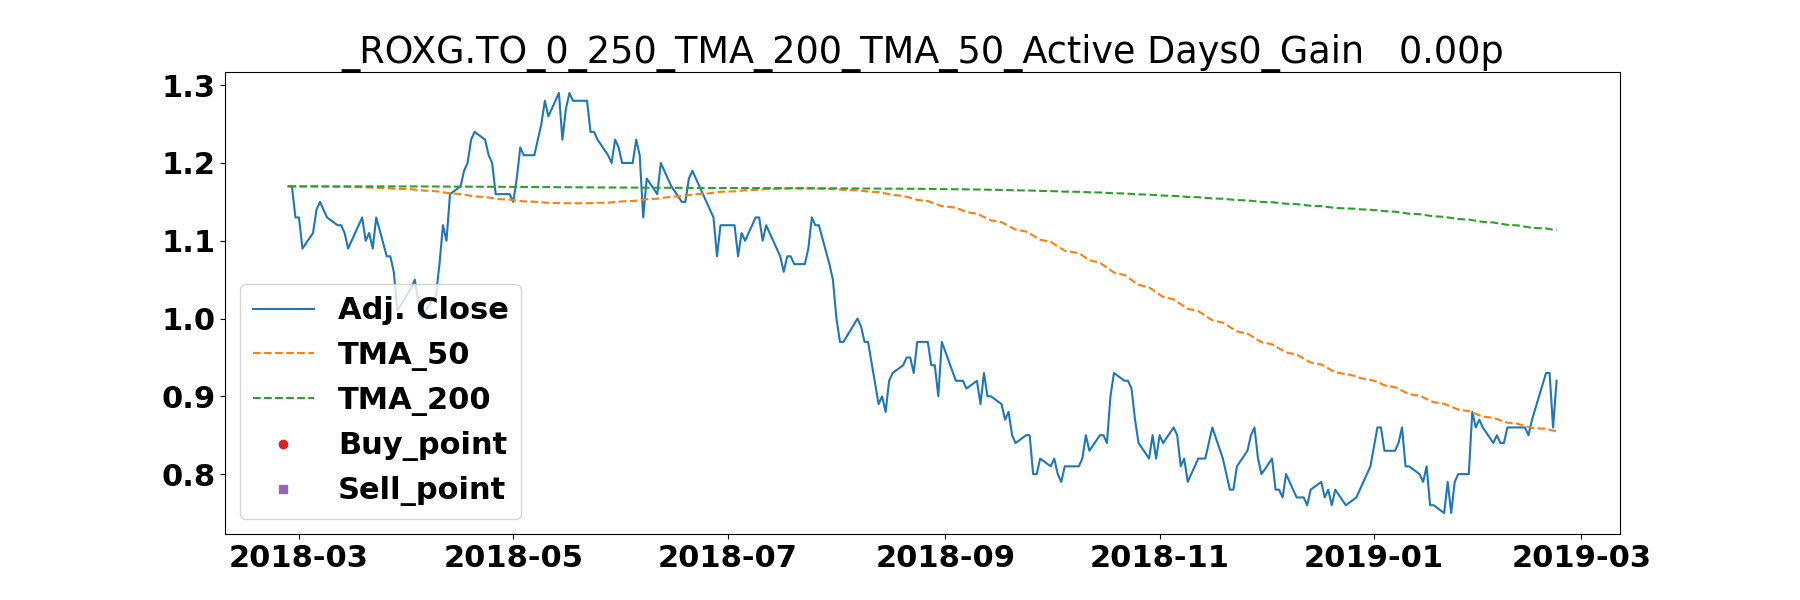 _ROXG.TO_0_250_TMA_200_TMA_50_Active Days0_Gain   0.00p
1.3
1.2
1.1
1.0
0.9
0.8
Adj. Close
TMA_50
TMA_200
Buy_point
Sell_point
2018-03 2018-05 2018-07 2018-09 2018-11 2019-01 2019-03